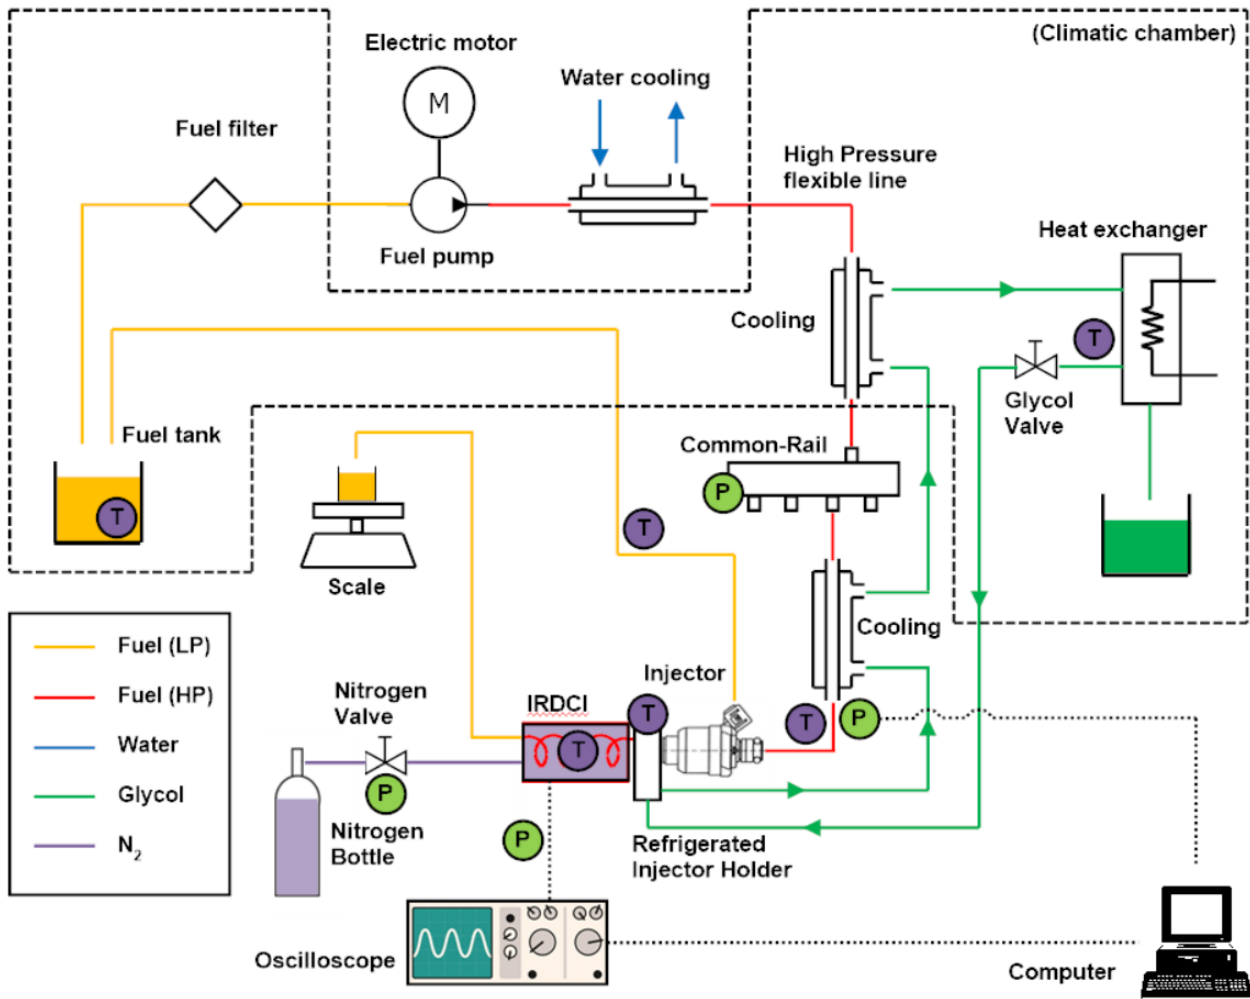 (Climatic chamber)
Electric motor
M
Water cooling
Fuel filter
High Pressure
flexible line
Fuel pump
Heat exchanger
Cooling
T
Glycol
Valve
Fuel tank
T
Common-Rail
P
T
Scale
Cooling
Fuel (LP)
Fuel (HP)
Water
Glycol
N2
Nitrogen
Valve
P
Nitrogen
Bottle
IRDCI
T
T
Injector
T
P
P
Refrigerated
Injector Holder
Oscilloscope
Computer